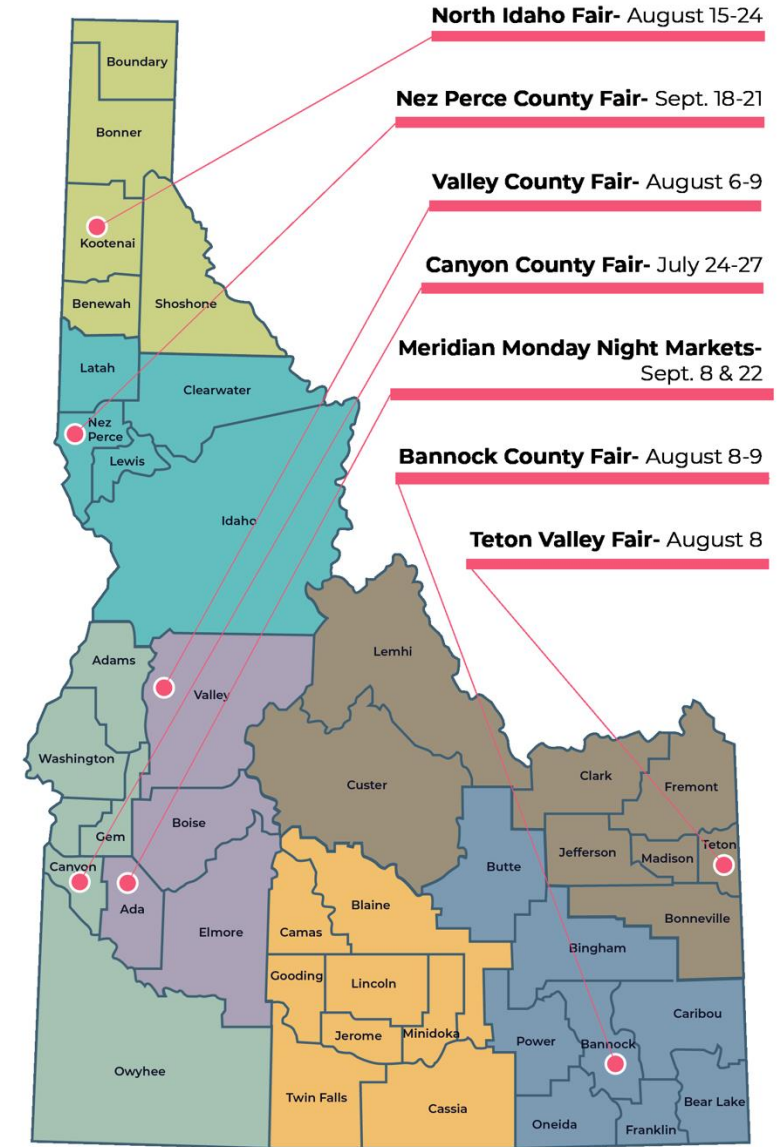 North Idaho Fair- August 15-24
Nez Perce County Fair- Sept. 18-21
Valley County Fair- August 6-9
Canyon County Fair- July 24-27
Meridian Monday Night Markets-
Sept. 8 & 22
Bannock County Fair- August 8-9
Teton Valley Fair- August 8
Boundary
Bonner
Kootenai
Benewah
Shoshone
Latah
Clearwater
Nez
Perce
Lewis
Idaho
Adams
Valley
Lemhi
Washington
Custer
Clark
Fremont
Gem
Boise
Canyon
Ada
Elmore
Butte
Jefferson
Madison
Teton
Blaine
Camas
Bonneville
Bingham
Gooding
Lincoln
Jerome
Minidoka
Power
Bannock
Caribou
Owyhee
Twin Falls
Cassia
Oneida
Franklin
Bear Lake